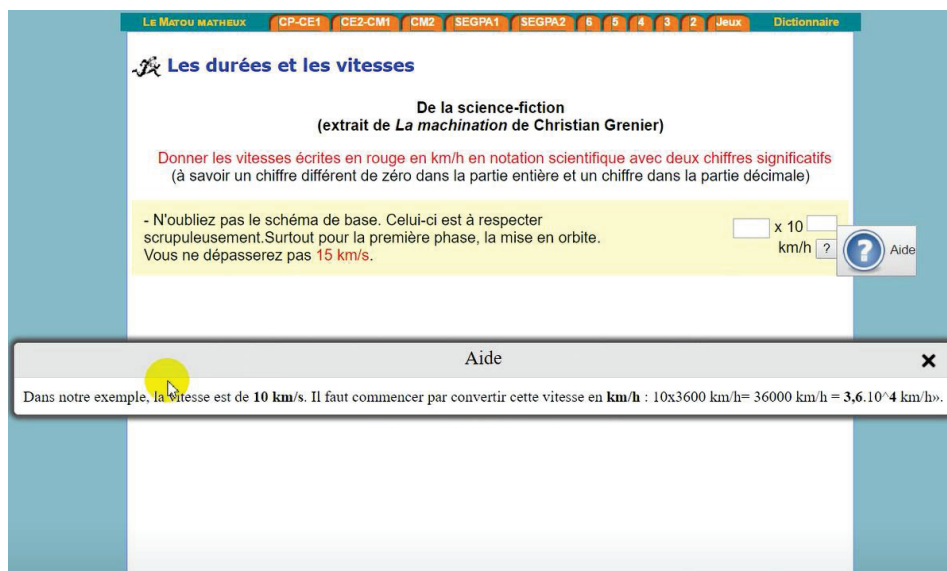 LE MATOU MATHEUX CP-CE1 CE2-CM1 CM2 SEGPA1 SEGPA2 6 5 4 3 2 Jeux Dictionnaire
Les durées et les vitesses
De la science-fiction
(extrait de La machination de Christian Grenier)
Donner les vitesses écrites en rouge en km/h en notation scientifique avec deux chiffres significatifs
(à savoir un chiffre différent de zéro dans la partie entière et un chiffre dans la partie décimale)
- N'oubliez pas le schéma de base. Celui-ci est à respecter
scrupuleusement.Surtout pour la première phase, la mise en orbite.
Vous ne dépasserez pas 15 km/s.
x 10
km/h ?
? Aide
Aide
Dans notre exemple, la vitesse est de 10 km/s. Il faut commencer par convertir cette vitesse en km/h : 10x3600 km/h= 36000 km/h = 3,6.10^4 km/h».